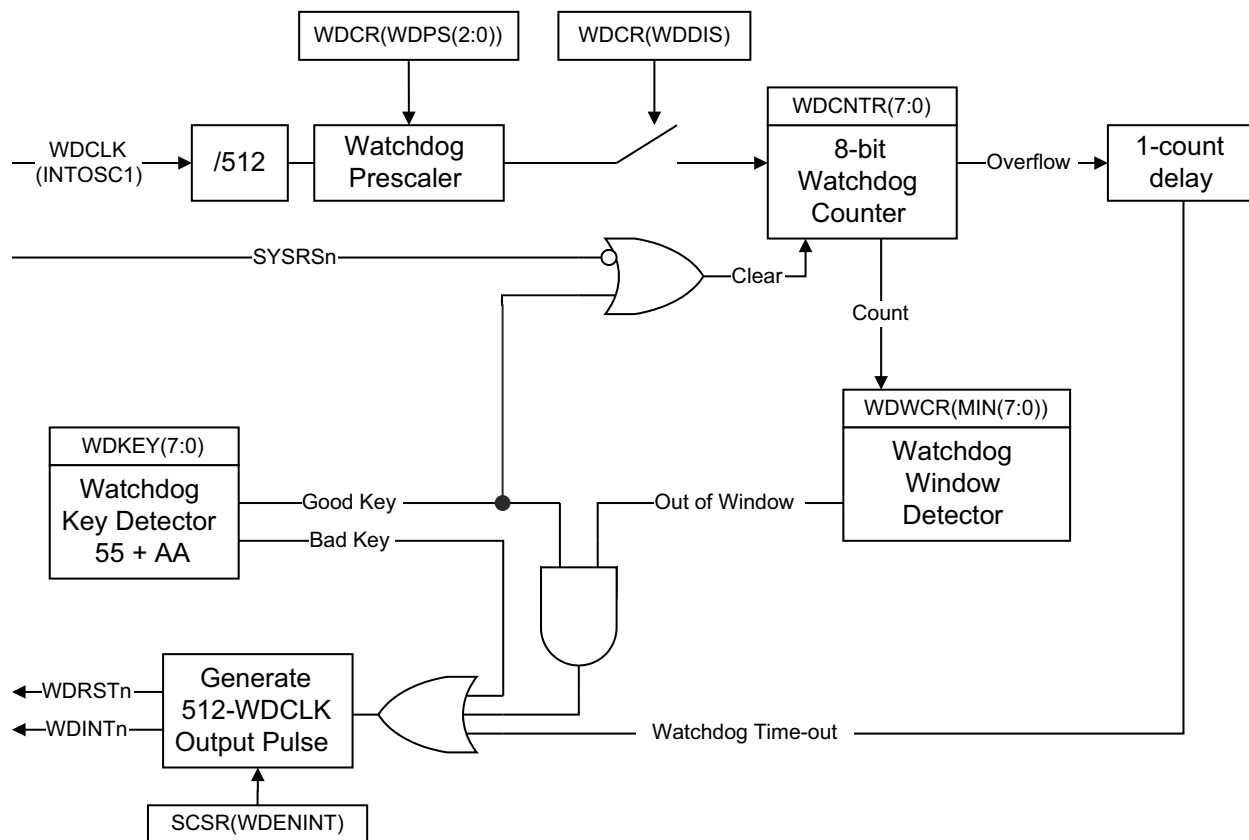 WDCR(WDPS(2:0))
WDCR(WDDIS)
WDCNTR(7:0)
WDCLK
(INTOSC1)
/512
Watchdog
Prescaler
8-bit
Watchdog
Counter
Overflow
1-count
delay
SYSRSn
Clear
Count
WDWCR(MIN(7:0))
Watchdog
Window
Detector
WDKEY(7:0)
Watchdog
Key Detector
55 + AA
Good Key
Bad Key
Out of Window
Generate
512-WDCLK
Output Pulse
WDRSTn
WDINTn
Watchdog Time-out
SCSR(WDENINT)